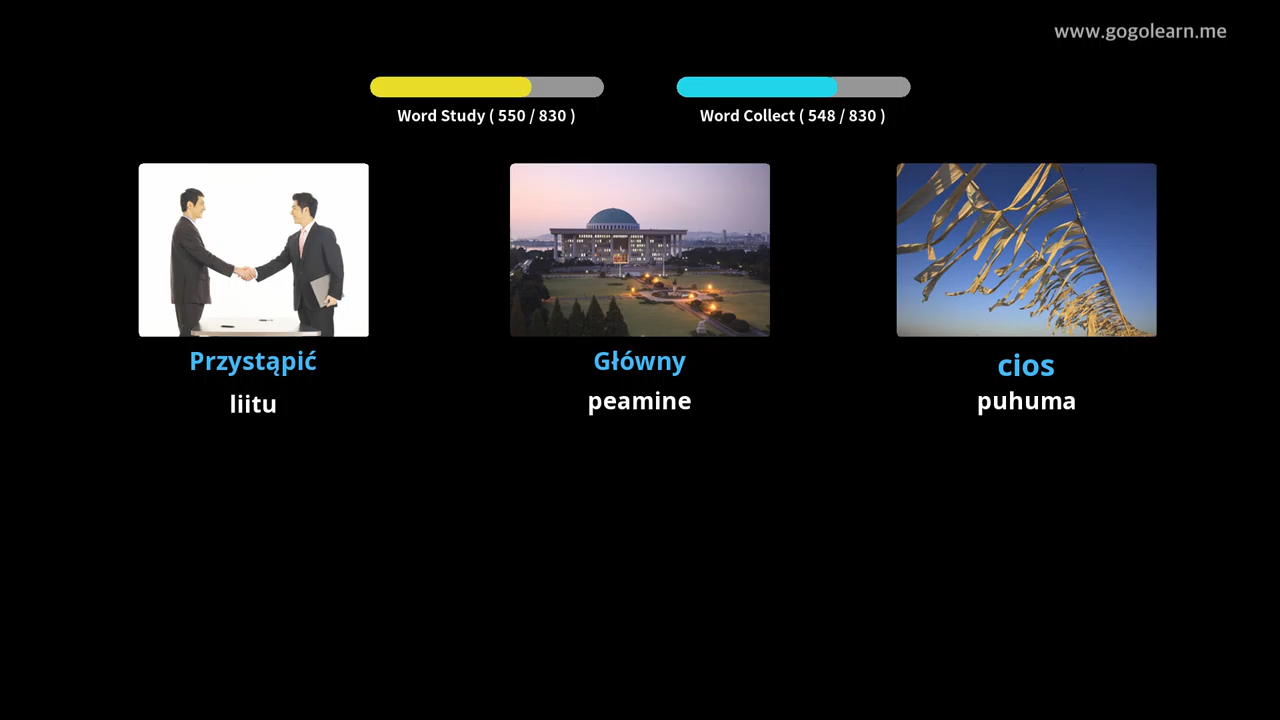 www.gogolearn.me
Word Study ( 550 / 830 )
Word Collect ( 548 / 830 )
Przystąpić
liitu
Główny
peamine
cios
puhuma